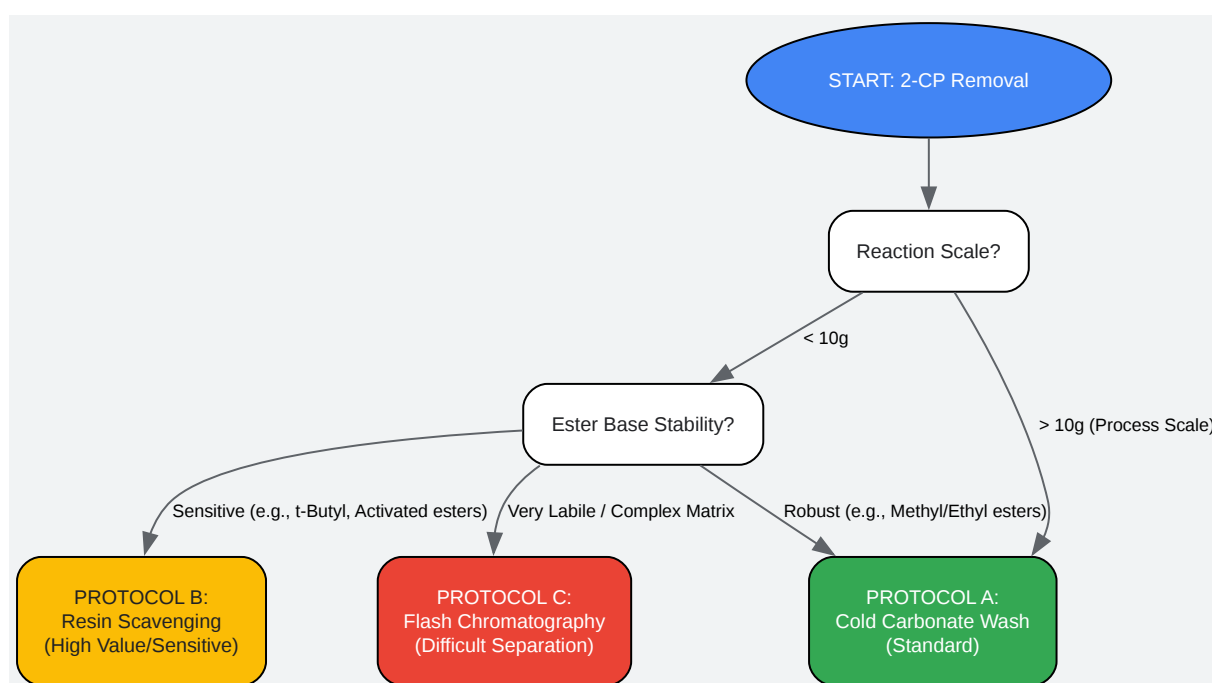 START: 2-CP Removal
Reaction Scale?
< 10g
> 10g (Process Scale)
Ester Base Stability?
Sensitive (e.g., t-Butyl, Activated esters)
Very Labile / Complex Matrix
Robust (e.g., Methyl/Ethyl esters)
PROTOCOL B:
Resin Scavenging
(High Value/Sensitive)
PROTOCOL C:
Flash Chromatography
(Difficult Separation)
PROTOCOL A:
Cold Carbonate Wash
(Standard)